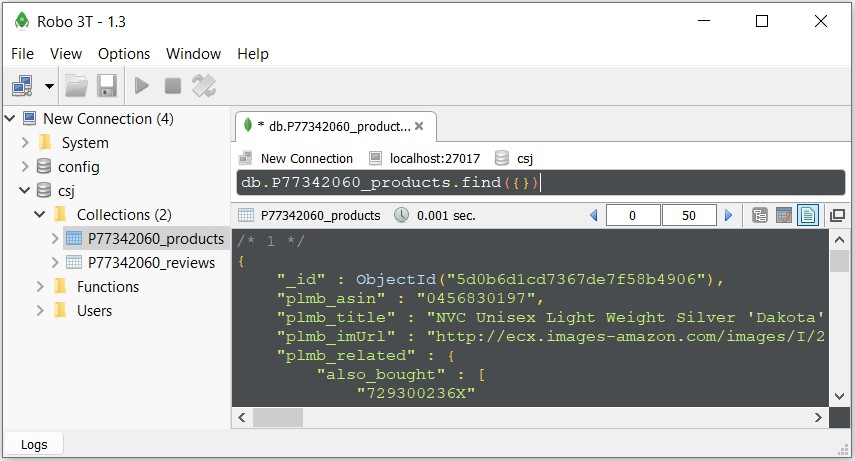 Robo 3T - 1.3
File View Options Window Help
New Connection (4)
System
config
csj
Collections (2)
P77342060_products
P77342060_reviews
Functions
Users
* db.P77342060_product...
New Connection localhost:27017 csj
db.P77342060_products.find({})
P77342060_products 0.001 sec. 0 50
/* 1 */
{
"_id" : ObjectId("5d0b6d1cd7367de7f58b4906"),
"plmb_asin" : "0456830197",
"plmb_title" : "NVC Unisex Light Weight Silver 'Dakota'
"plmb_imUrl" : "http://ecx.images-amazon.com/images/I/2
"plmb_related" : {
"also_bought" : [
"729300236X"
Logs